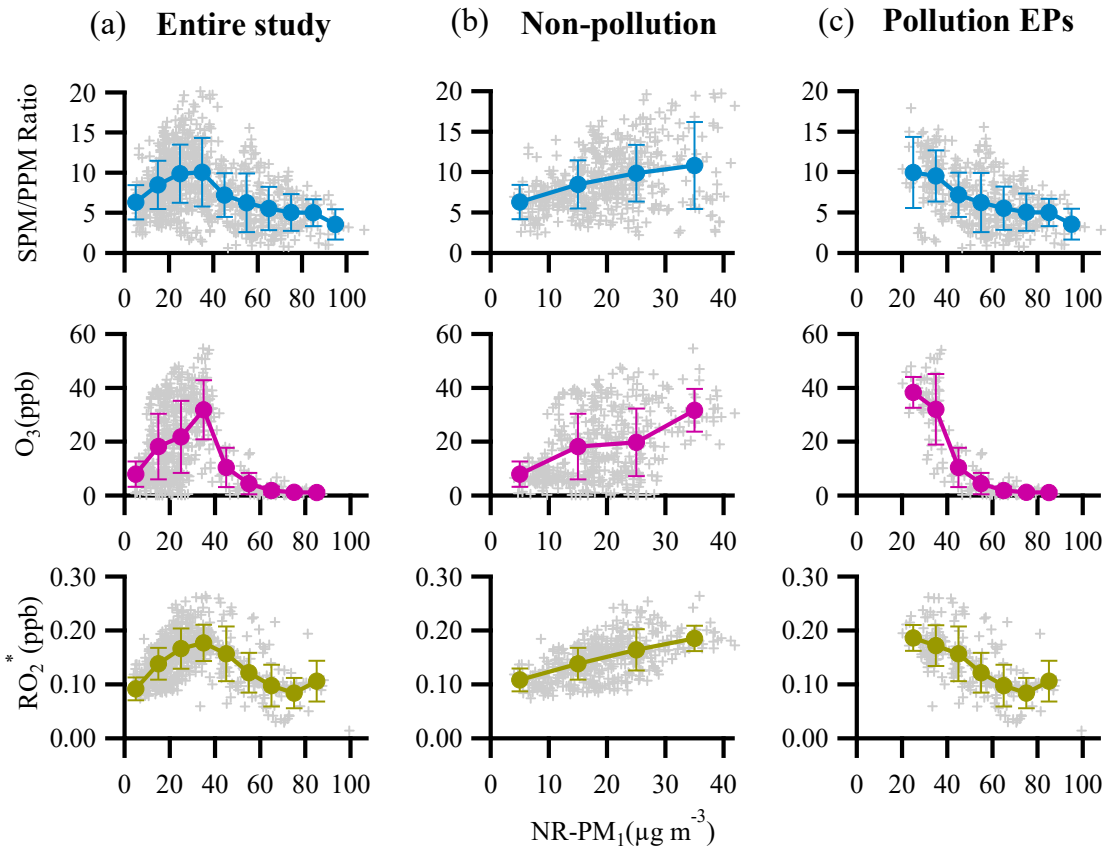 (a) Entire study (b) Non-pollution (c) Pollution EPs
SPM/PPM Ratio
20 20 20
15 15 15
10 10 10
5 5 5
0 0 0
0 20 40 60 80 100 0 10 20 30 40 0 20 40 60 80 100
O3(ppb)
60 60 60
40 40 40
20 20 20
0 0 0
0 20 40 60 80 100 0 10 20 30 40 0 20 40 60 80 100
RO2* (ppb)
0.30 0.30 0.30
0.20 0.20 0.20
0.10 0.10 0.10
0.00 0.00 0.00
0 20 40 60 80 100 0 10 20 30 40 0 20 40 60 80 100
NR-PM1(µg m-3)